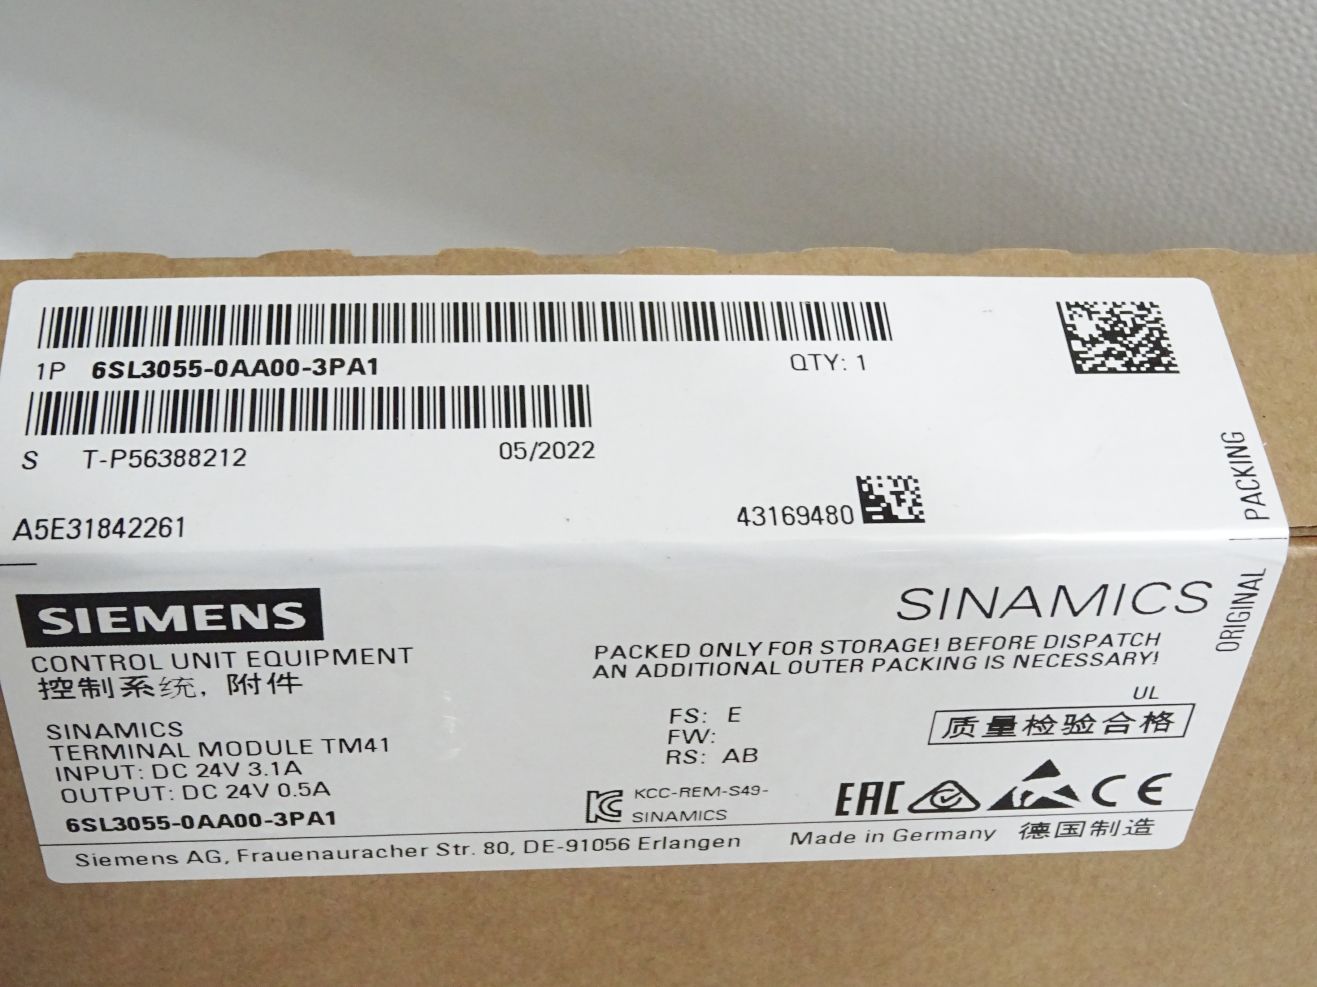 1P 6SL3055-0AA00-3PA1 QTY: 1
S T-P56388212 05/2022
A5E31842261 43169480
PACKING
ORIGINAL
SIEMENS
SINAMICS
CONTROL UNIT EQUIPMENT
控制系统, 附件
PACKED ONLY FOR STORAGE! BEFORE DISPATCH
AN ADDITIONAL OUTER PACKING IS NECESSARY!
UL
SINAMICS
TERMINAL MODULE TM41
INPUT: DC 24V 3.1A
OUTPUT: DC 24V 0.5A
6SL3055-0AA00-3PA1
FS: E
FW:
RS: AB
质量检验合格
KCC-REM-S49-
SINAMICS
EAC CE
Siemens AG, Frauenauracher Str. 80, DE-91056 Erlangen
Made in Germany 德国制造